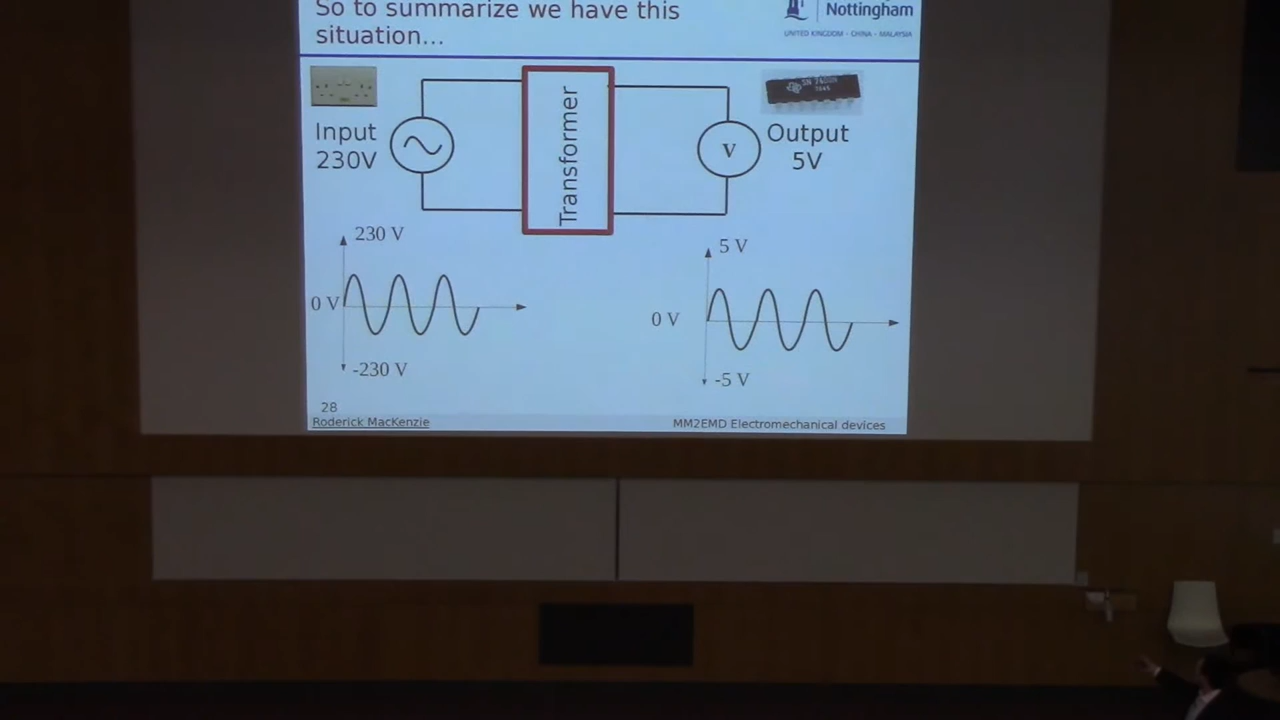 So to summarize we have this
situation...
Nottingham
UNITED KINGDOM · CHINA · MALAYSIA
Input
230V
Transformer
V
Output
5V
230 V
0 V
-230 V
5 V
0 V
-5 V
28
Roderick MacKenzie
MM2EMD Electromechanical devices